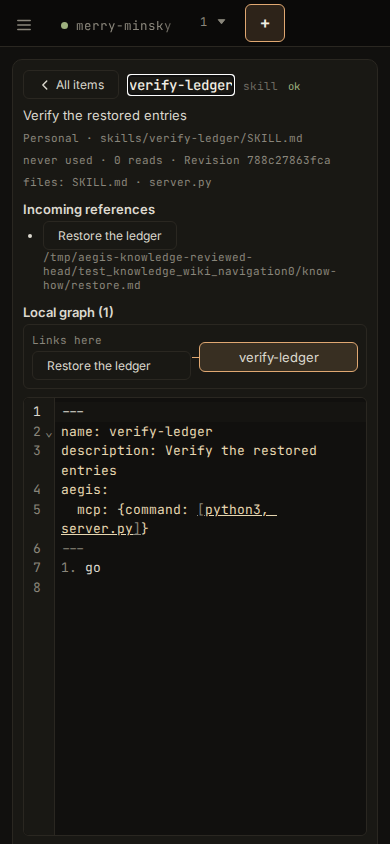 merry-minsky
1
+
All items
verify-ledger
skill
ok
Verify the restored entries
Personal · skills/verify-ledger/SKILL.md
never used · 0 reads · Revision 788c27863fca
files: SKILL.md · server.py
Incoming references
• Restore the ledger
/tmp/aegis-knowledge-reviewed-
head/test_knowledge_wiki_navigation0/know-
how/restore.md
Local graph (1)
Links here
Restore the ledger
verify-ledger
1 ---
2 name: verify-ledger
3 description: Verify the restored
entries
4 aegis:
5 mcp: {command: [python3,
server.py]}
6 ---
7 1. go
8